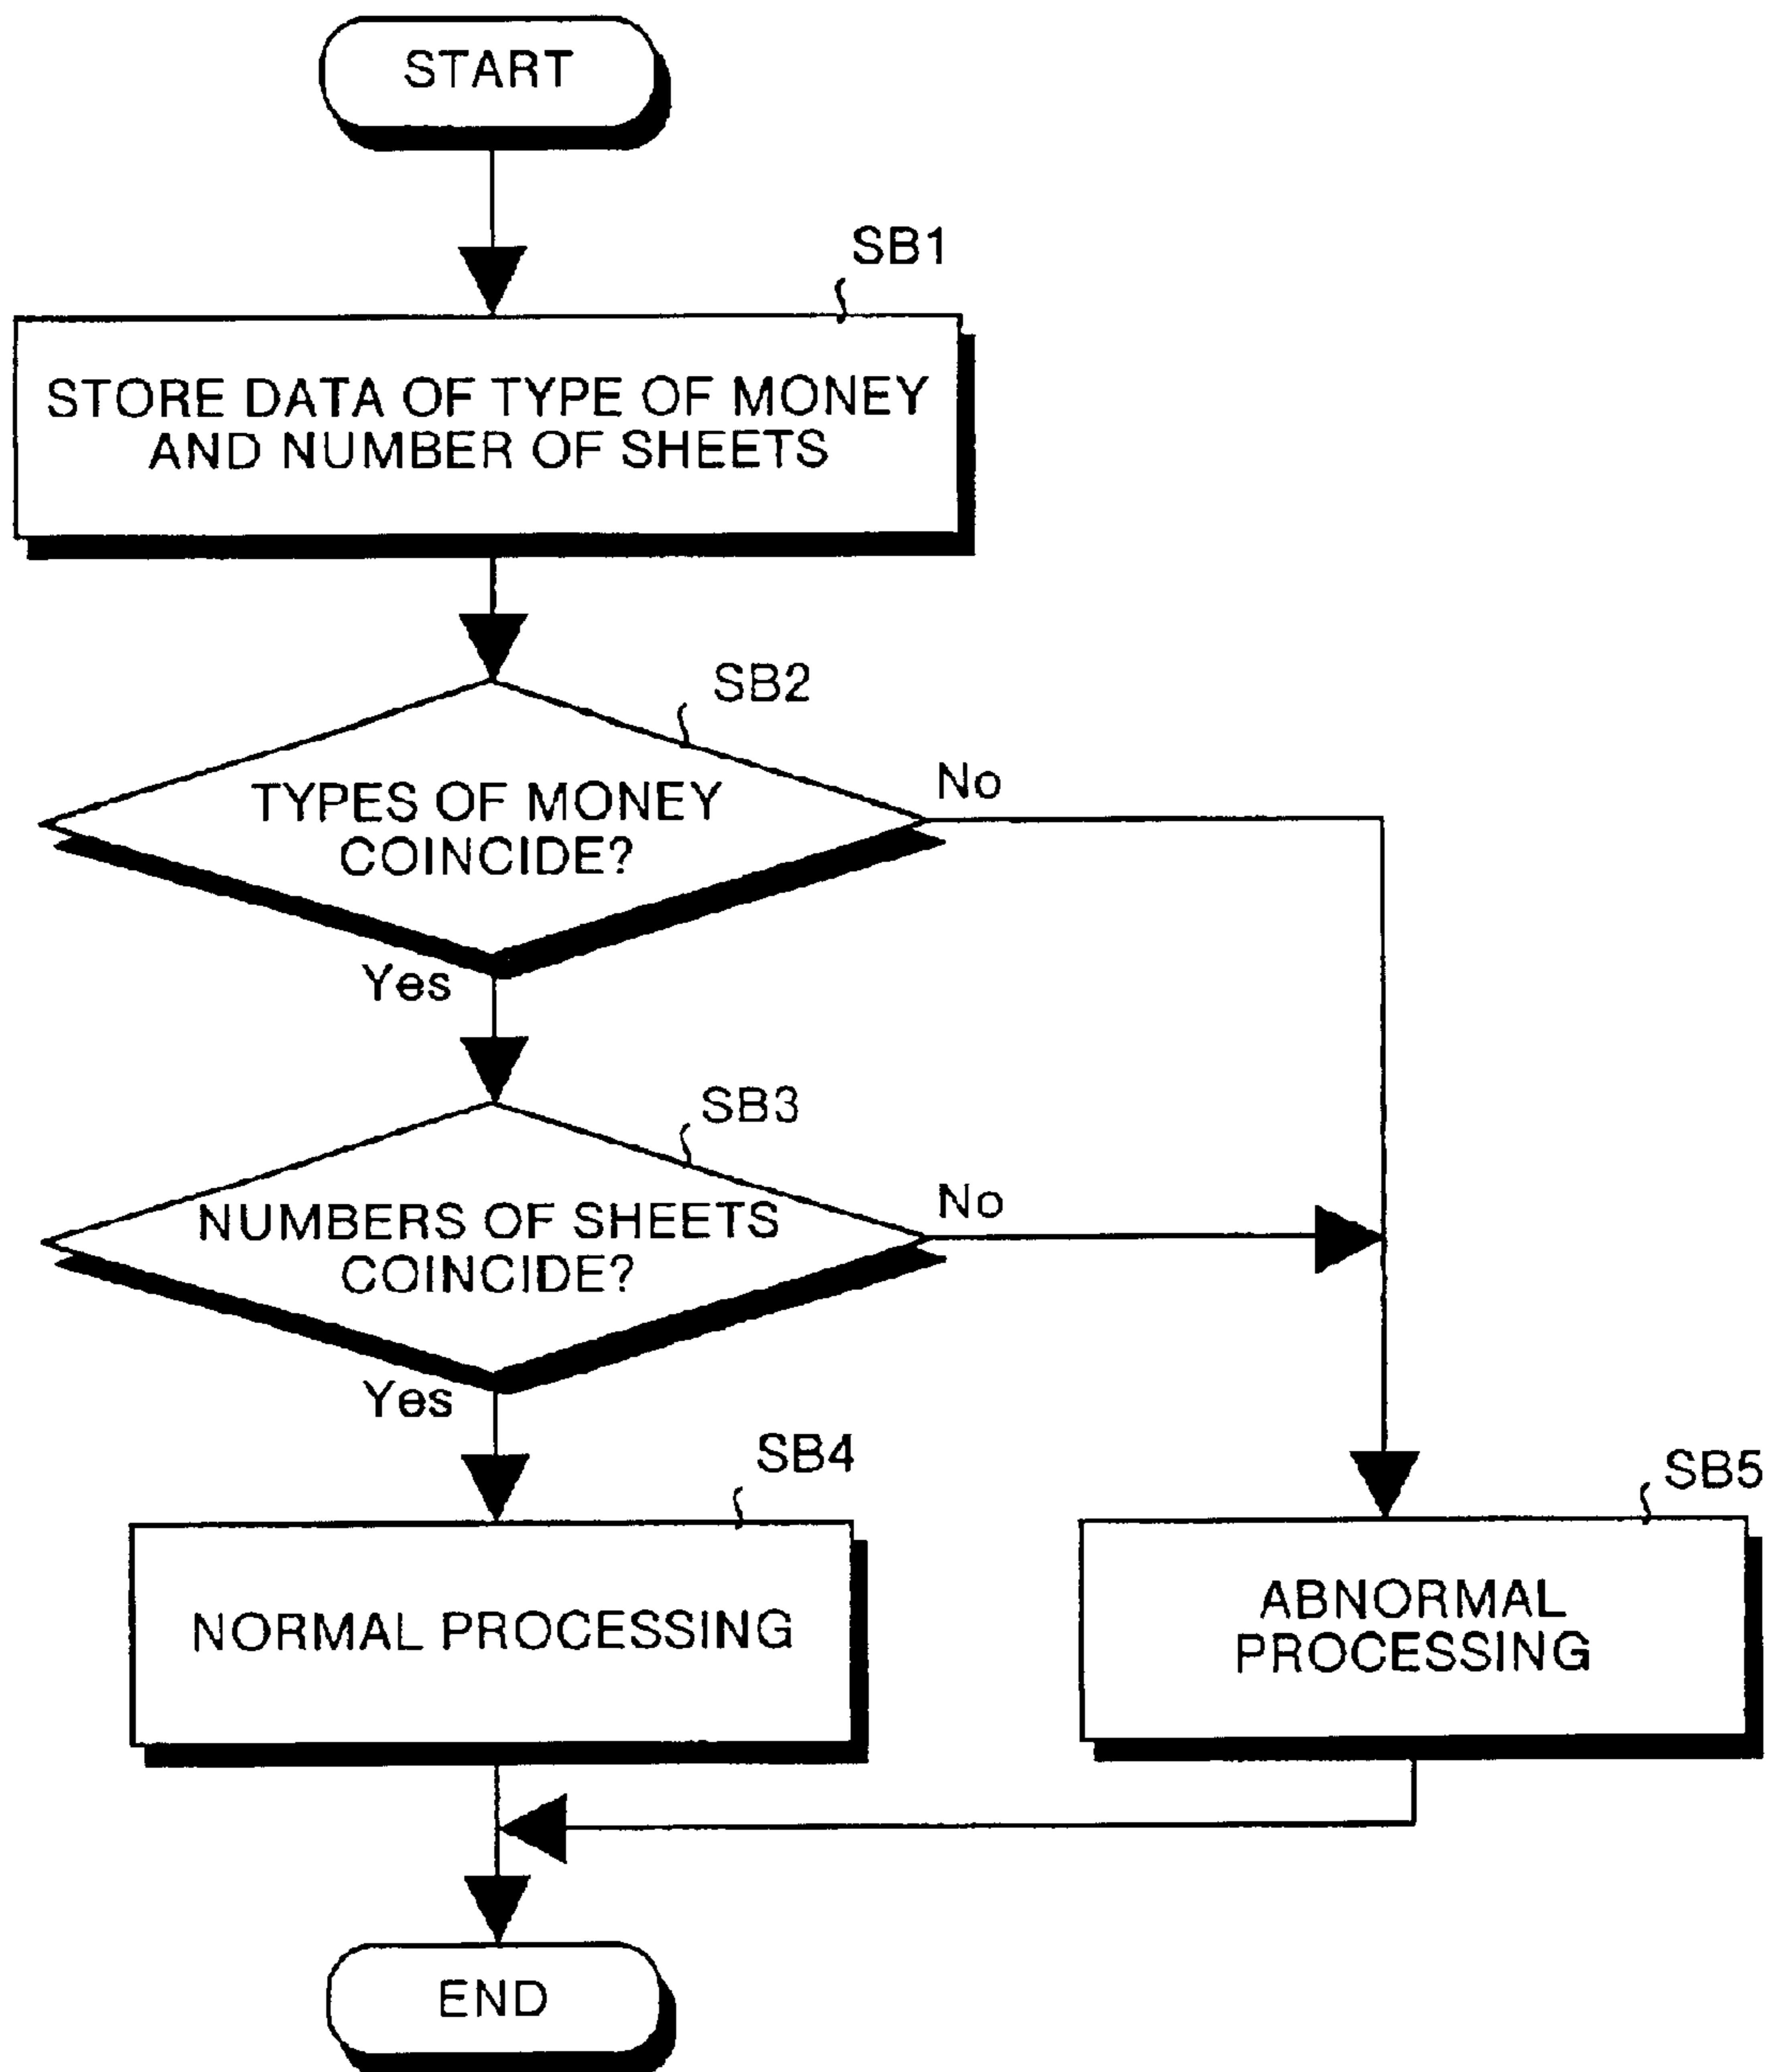 START
SB1
STORE DATA OF TYPE OF MONEY
AND NUMBER OF SHEETS
SB2
TYPES OF MONEY
COINCIDE?
No
Yes
SB3
NUMBERS OF SHEETS
COINCIDE?
No
Yes
SB4
NORMAL PROCESSING
SB5
ABNORMAL
PROCESSING
END